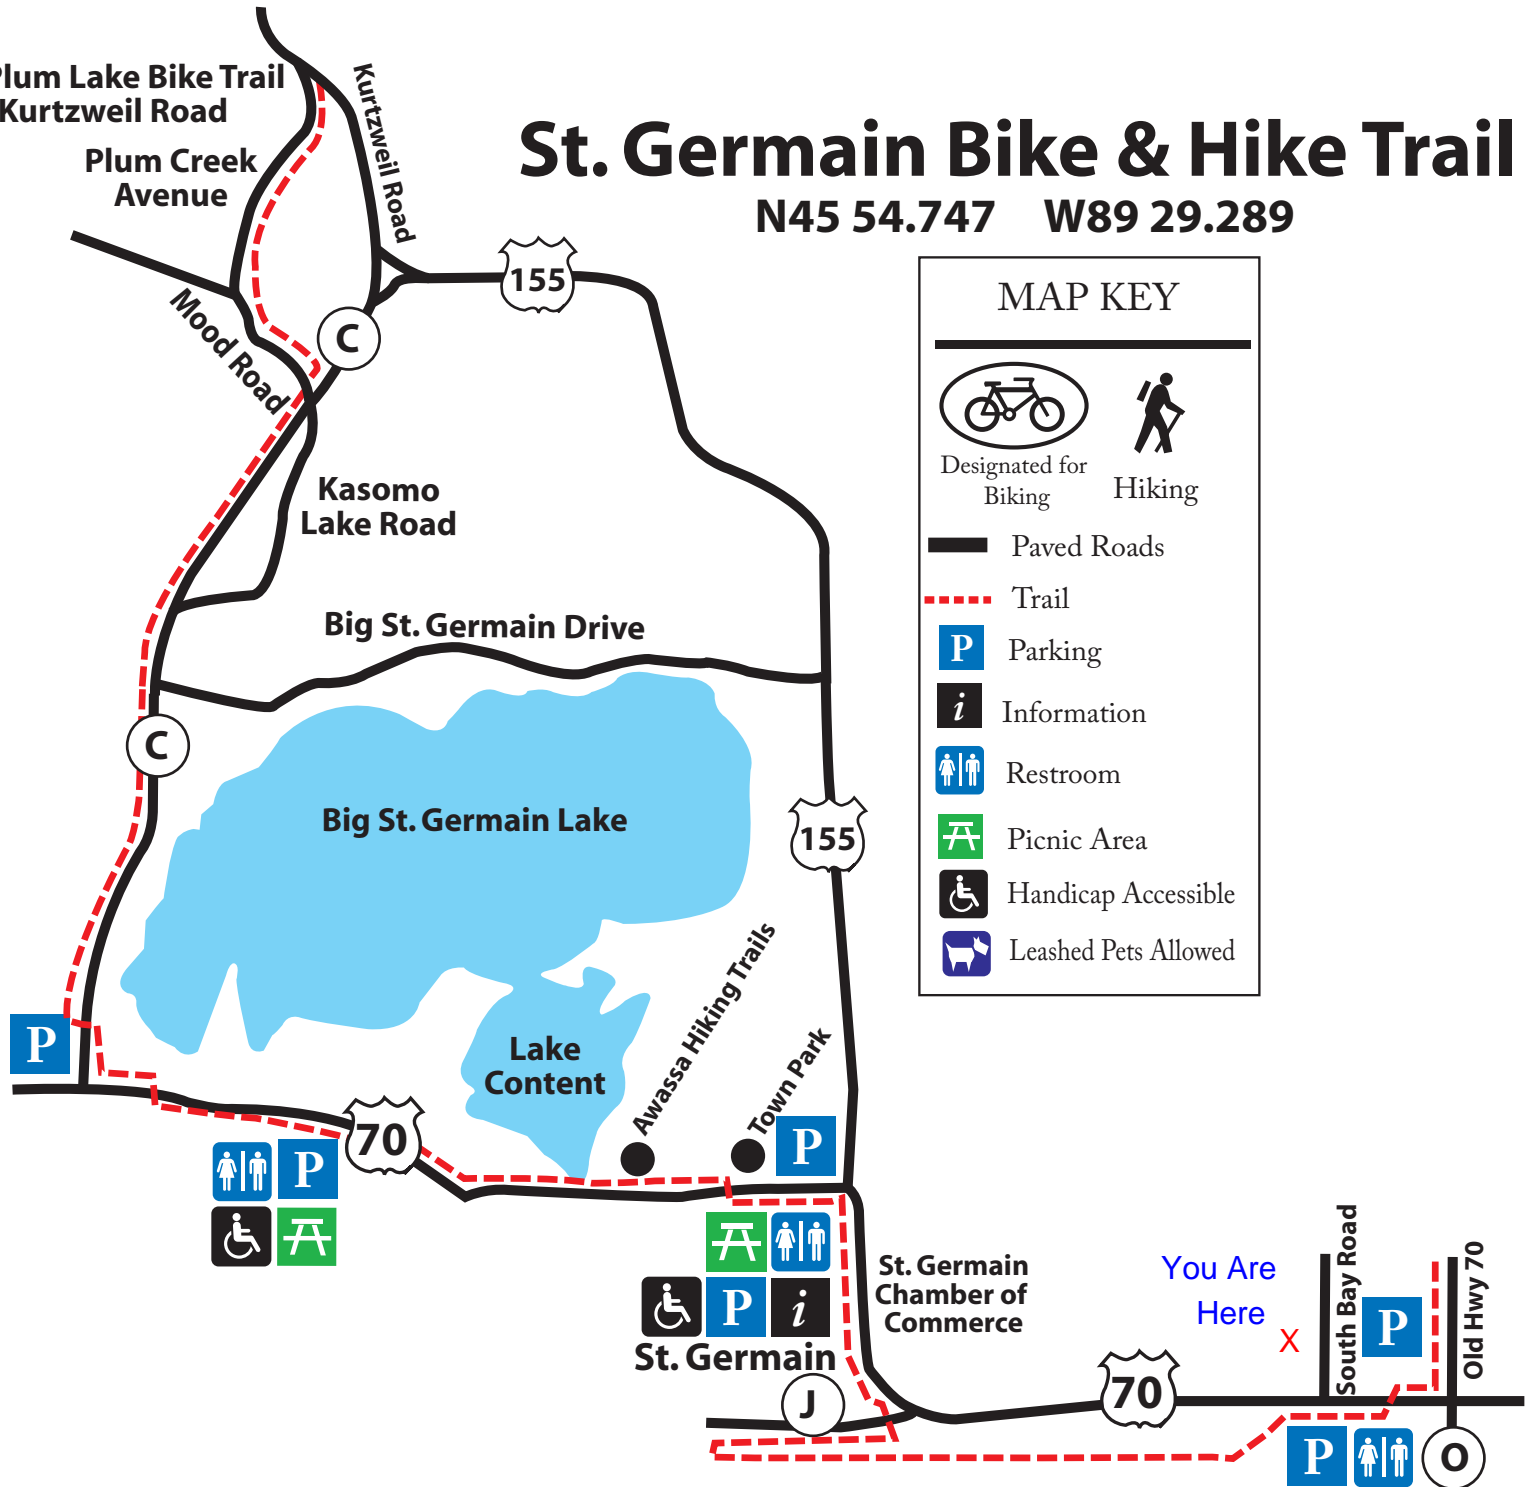 Plum Lake Bike Trail
Kurtzweil Road
Plum Creek
Avenue
Kurtzweil Road
St. Germain Bike & Hike Trail
N45 54.747 W89 29.289
155
MAP KEY
Designated for
Biking
Hiking
Paved Roads
Trail
P
Parking
i
Information
Restroom
Picnic Area
Handicap Accessible
Leashed Pets Allowed
Mood Road
C
Kasomo
Lake Road
Big St. Germain Drive
C
Big St. Germain Lake
155
Awassa Hiking Trails
Town Park
Lake
Content
P
70
P
P
P
i
St. Germain
St. Germain
Chamber of
Commerce
J
You Are
Here
X
South Bay Road
P
Old Hwy 70
70
P
O